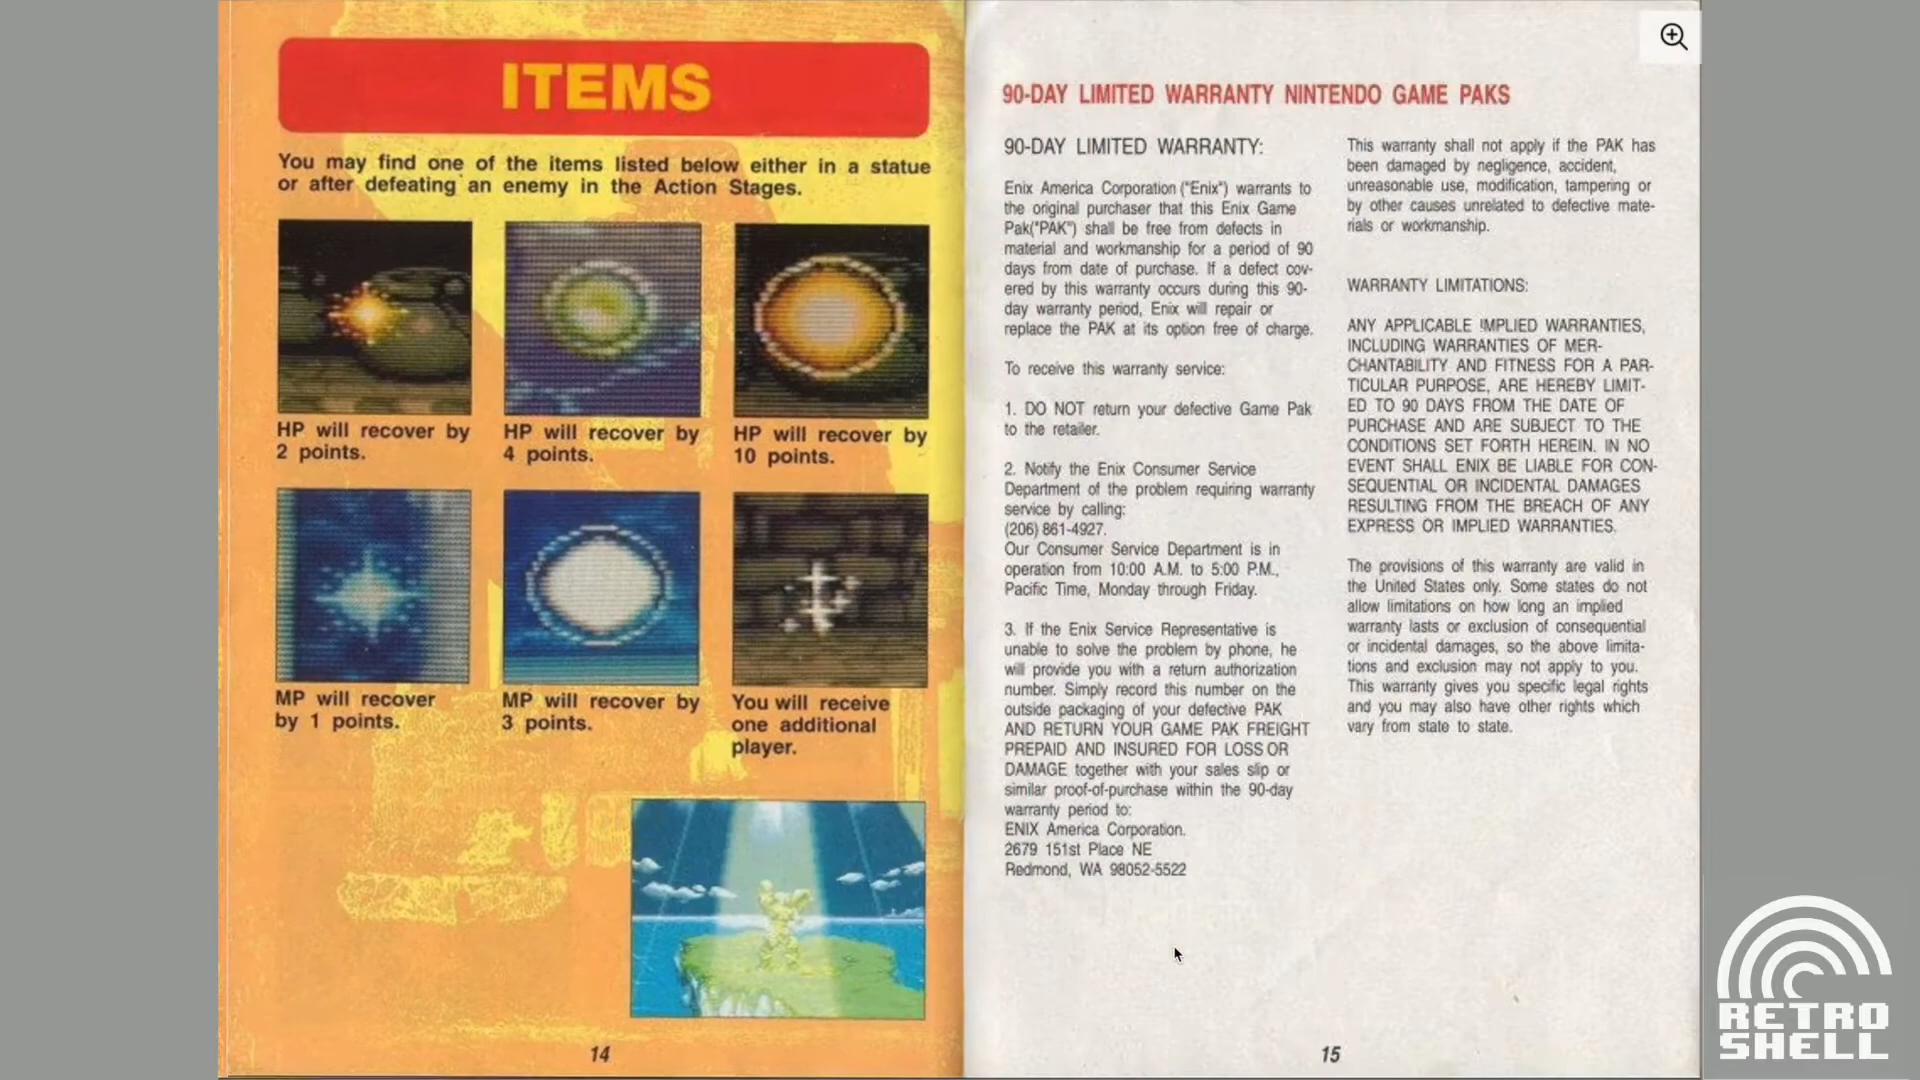 ITEMS
You may find one of the items listed below either in a statue
or after defeating an enemy in the Action Stages.
HP will recover by
2 points.
HP will recover by
4 points.
HP will recover by
10 points.
MP will recover
by 1 points.
MP will recover by
3 points.
You will receive
one additional
player.
14
90-DAY LIMITED WARRANTY NINTENDO GAME PAKS
90-DAY LIMITED WARRANTY:
Enix America Corporation ("Enix") warrants to
the original purchaser that this Enix Game
Pak("PAK") shall be free from defects in
material and workmanship for a period of 90
days from date of purchase. If a defect cov-
ered by this warranty occurs during this 90-
day warranty period, Enix will repair or
replace the PAK at its option free of charge.
To receive this warranty service:
1. DO NOT return your defective Game Pak
to the retailer.
2. Notify the Enix Consumer Service
Department of the problem requiring warranty
service by calling:
(206) 861-4927.
Our Consumer Service Department is in
operation from 10:00 A.M. to 5:00 P.M.,
Pacific Time, Monday through Friday.
3. If the Enix Service Representative is
unable to solve the problem by phone, he
will provide you with a return authorization
number. Simply record this number on the
outside packaging of your defective PAK
AND RETURN YOUR GAME PAK FREIGHT
PREPAID AND INSURED FOR LOSS OR
DAMAGE together with your sales slip or
similar proof-of-purchase within the 90-day
warranty period to:
ENIX America Corporation.
2679 151st Place NE
Redmond, WA 98052-5522
This warranty shall not apply if the PAK has
been damaged by negligence, accident,
unreasonable use, modification, tampering or
by other causes unrelated to defective mate-
rials or workmanship.
WARRANTY LIMITATIONS:
ANY APPLICABLE IMPLIED WARRANTIES,
INCLUDING WARRANTIES OF MER-
CHANTABILITY AND FITNESS FOR A PAR-
TICULAR PURPOSE, ARE HEREBY LIMIT-
ED TO 90 DAYS FROM THE DATE OF
PURCHASE AND ARE SUBJECT TO THE
CONDITIONS SET FORTH HEREIN. IN NO
EVENT SHALL ENIX BE LIABLE FOR CON-
SEQUENTIAL OR INCIDENTAL DAMAGES
RESULTING FROM THE BREACH OF ANY
EXPRESS OR IMPLIED WARRANTIES.
The provisions of this warranty are valid in
the United States only. Some states do not
allow limitations on how long an implied
warranty lasts or exclusion of consequential
or incidental damages, so the above limita-
tions and exclusion may not apply to you.
This warranty gives you specific legal rights
and you may also have other rights which
vary from state to state.
15
RETRO
SHELL